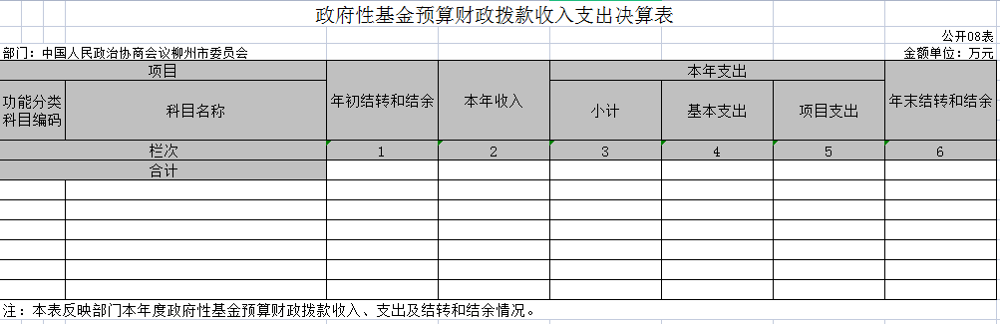 政府性基金预算财政拨款收入支出决算表
公开08表
部门：中国人民政治协商会议柳州市委员会
金额单位：万元
项目
年初结转和结余
本年收入
本年支出
年末结转和结余
功能分类
科目编码
科目名称
小计
基本支出
项目支出
栏次
1
2
3
4
5
6
合计
注：本表反映部门本年度政府性基金预算财政拨款收入、支出及结转和结余情况。